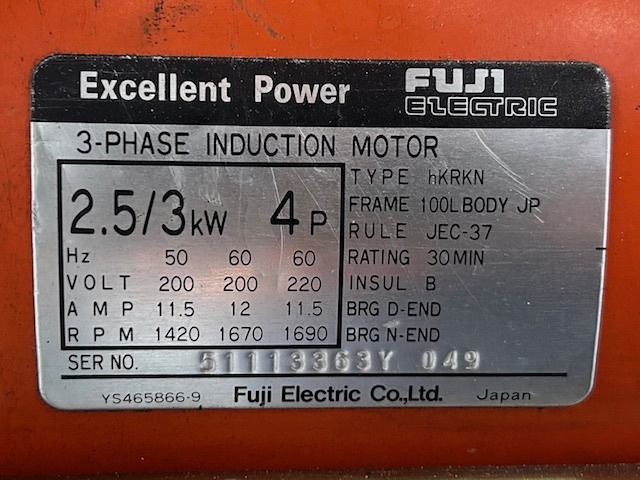 Excellent Power FUJI ELECTRIC
3-PHASE INDUCTION MOTOR
2.5/3kW 4P
Hz 50 60 60
VOLT 200 200 220
AMP 11.5 12 11.5
RPM 1420 1670 1690
TYPE hKRKN
FRAME 100LBODY JP
RULE JEC-37
RATING 30MIN
INSUL B
BRG D-END
BRG N-END
SER NO. 51113363Y 049
YS465866-9 Fuji Electric Co.,Ltd. Japan